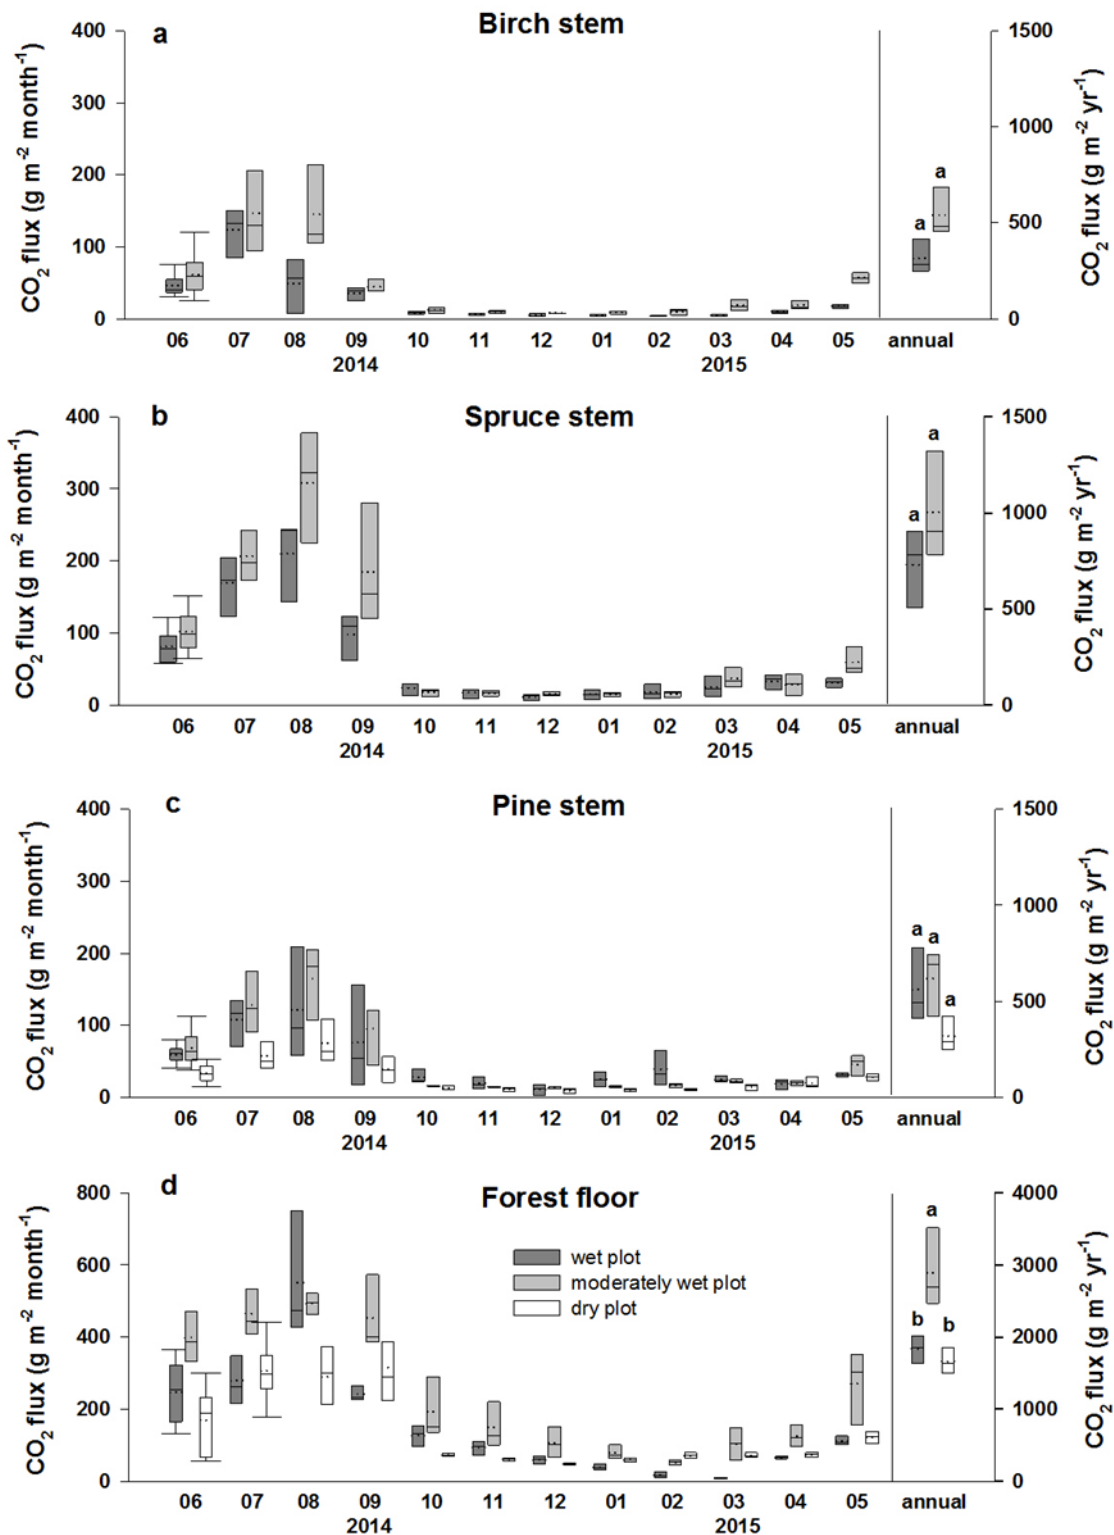 a
Birch stem
CO2 flux (g m-2 month-1)
400
300
200
100
0
1500
1000
500
0
CO2 flux (g m-2 yr-1)
a
a
06 07 08 09 10 11 12 01 02 03 04 05 annual
2014 2015
b
Spruce stem
CO2 flux (g m-2 month-1)
400
300
200
100
0
1500
1000
500
0
CO2 flux (g m-2 yr-1)
a
a
06 07 08 09 10 11 12 01 02 03 04 05 annual
2014 2015
c
Pine stem
CO2 flux (g m-2 month-1)
400
300
200
100
0
1500
1000
500
0
CO2 flux (g m-2 yr-1)
a a
a
06 07 08 09 10 11 12 01 02 03 04 05 annual
2014 2015
d
Forest floor
CO2 flux (g m-2 month-1)
800
600
400
200
0
wet plot
moderately wet plot
dry plot
4000
3000
2000
1000
0
CO2 flux (g m-2 yr-1)
a
b b
06 07 08 09 10 11 12 01 02 03 04 05 annual
2014 2015